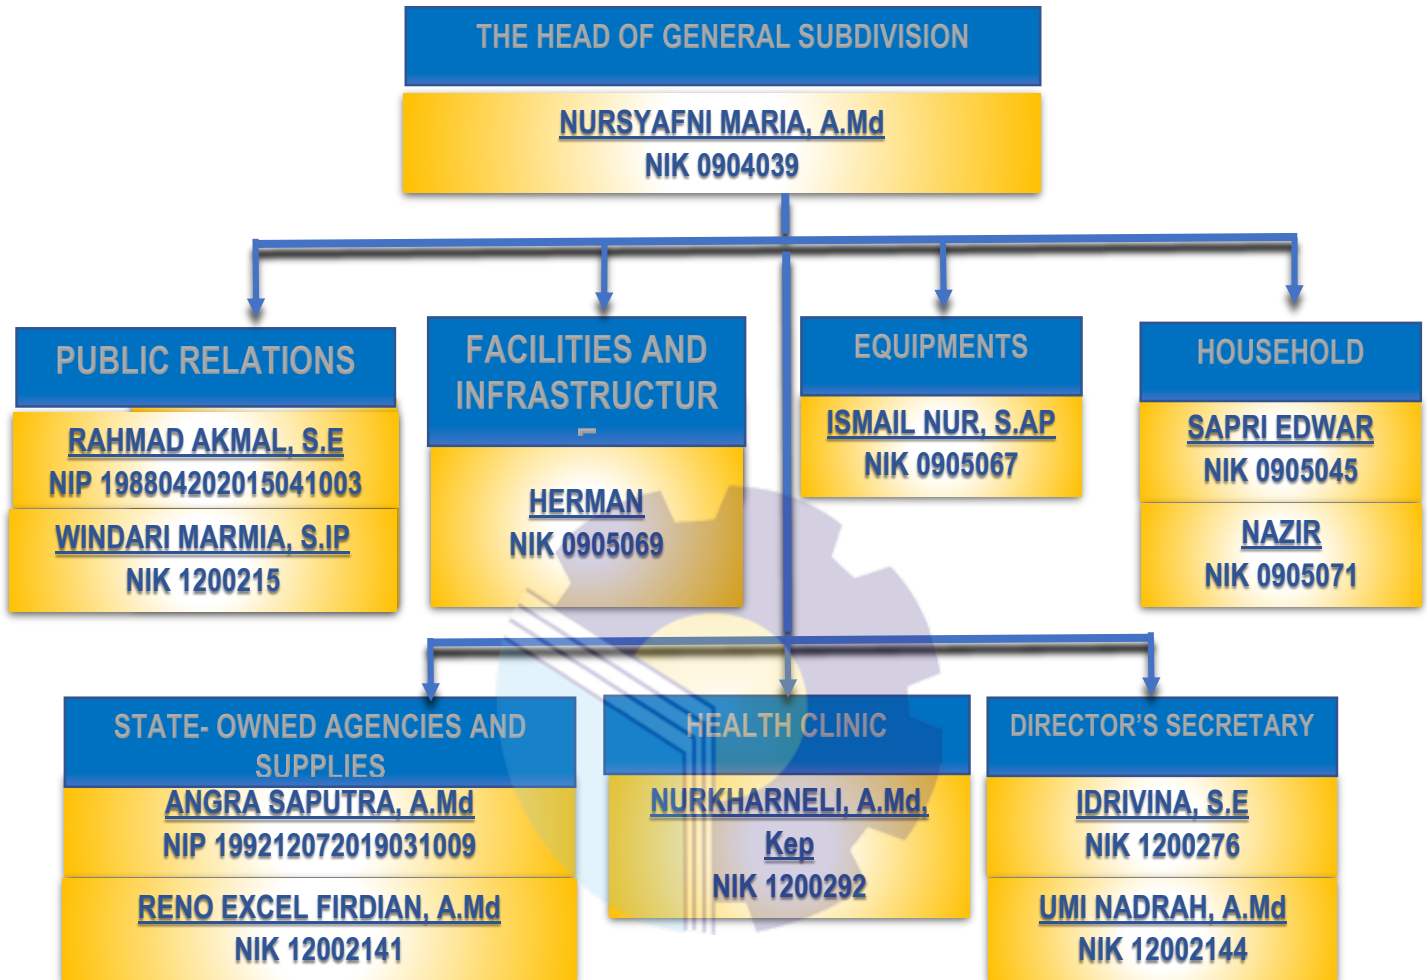 THE HEAD OF GENERAL SUBDIVISION
NURSYAFNI MARIA, A.Md
NIK 0904039
PUBLIC RELATIONS
RAHMAD AKMAL, S.E
NIP 198804202015041003
WINDARI MARMIA, S.IP
NIK 1200215
FACILITIES AND
INFRASTRUCTUR
E
HERMAN
NIK 0905069
EQUIPMENTS
ISMAIL NUR, S.AP
NIK 0905067
HOUSEHOLD
SAPRI EDWAR
NIK 0905045
NAZIR
NIK 0905071
STATE- OWNED AGENCIES AND
SUPPLIES
ANGRA SAPUTRA, A.Md
NIP 199212072019031009
RENO EXCEL FIRDIAN, A.Md
NIK 12002141
HEALTH CLINIC
NURKHARNELI, A.Md,
Kep
NIK 1200292
DIRECTOR'S SECRETARY
IDRIVINA, S.E
NIK 1200276
UMI NADRAH, A.Md
NIK 12002144